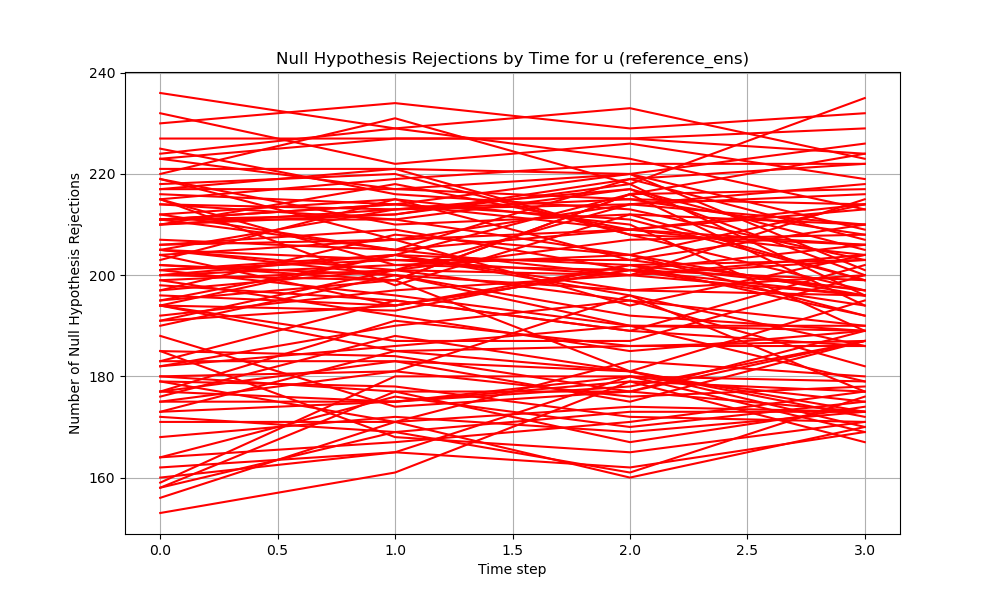 Null Hypothesis Rejections by Time for u (reference_ens)
240
220
200
180
160
Number of Null Hypothesis Rejections
0.0 0.5 1.0 1.5 2.0 2.5 3.0
Time step